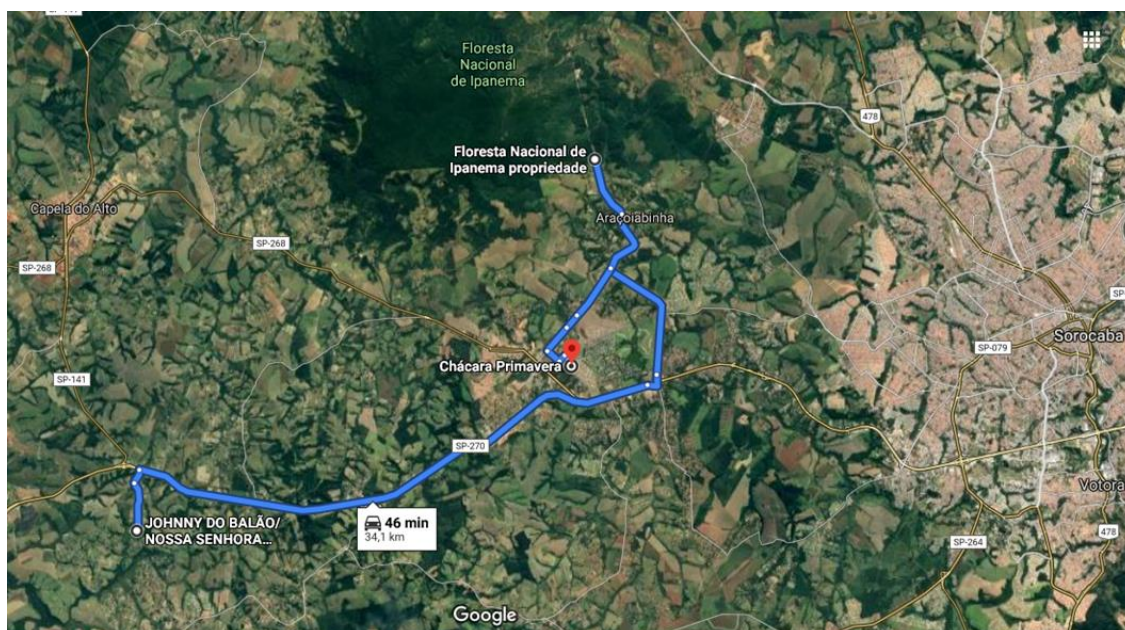 Floresta
Nacional
de Ipanema
478
Floresta Nacional de
Ipanema propriedade
Capela do Alto
Araçoiabinha
SP-268
SP-268
Chácara Primavera
SP-079
Sorocaba
SP-141
SP-270
JOHNNY DO BALÃO/
NOSSA SENHORA...
46 min
34,1 km
Votora
478
SP-264
Google